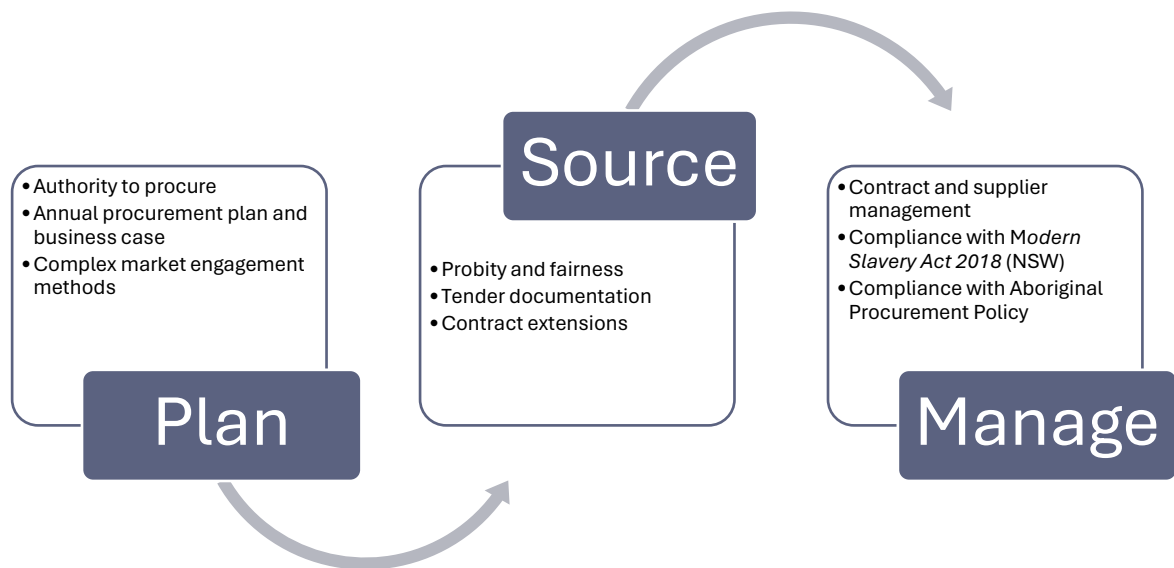 • Authority to procure
• Annual procurement plan and
business case
• Complex market engagement
methods
Plan
Source
• Probity and fairness
• Tender documentation
• Contract extensions
• Contract and supplier
management
• Compliance with Modern
Slavery Act 2018 (NSW)
• Compliance with Aboriginal
Procurement Policy
Manage